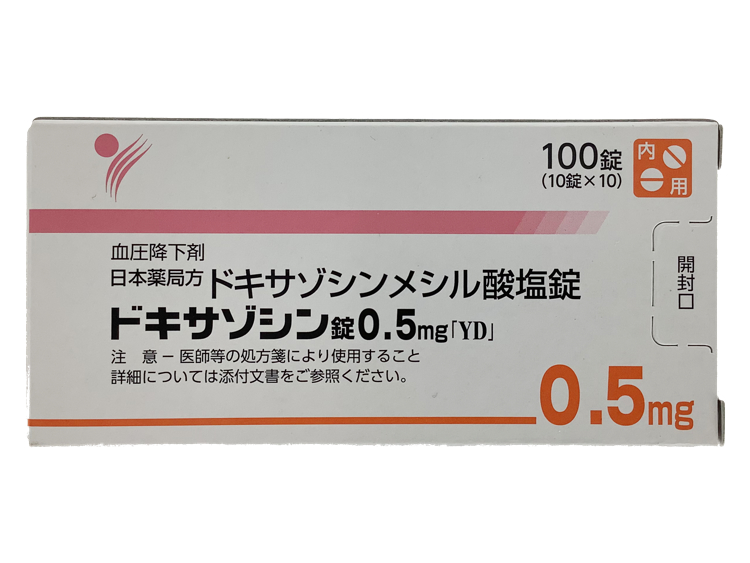 100錠
(10錠×10)
内用
血圧降下剤
日本薬局方 ドキサゾシンメシル酸塩錠
ドキサゾシン錠0.5mg「YD」
注　意－医師等の処方箋により使用すること
詳細については添付文書をご参照ください。
開封口
0.5mg